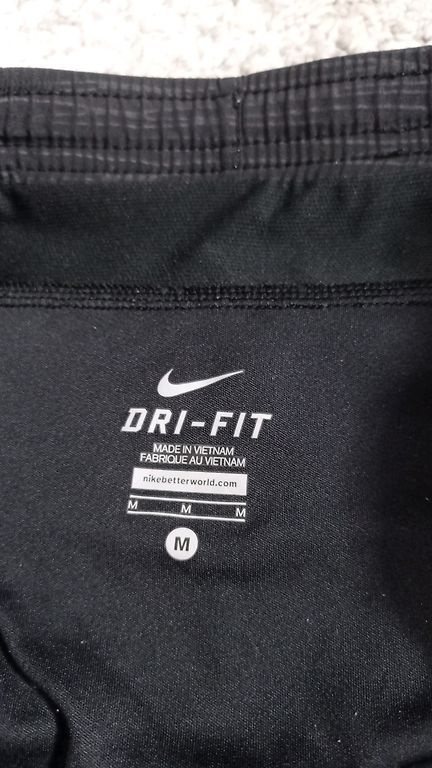 DRI-FIT
MADE IN VIETNAM
FABRIQUE AU VIETNAM
nikebetterworld.com
M M M
M